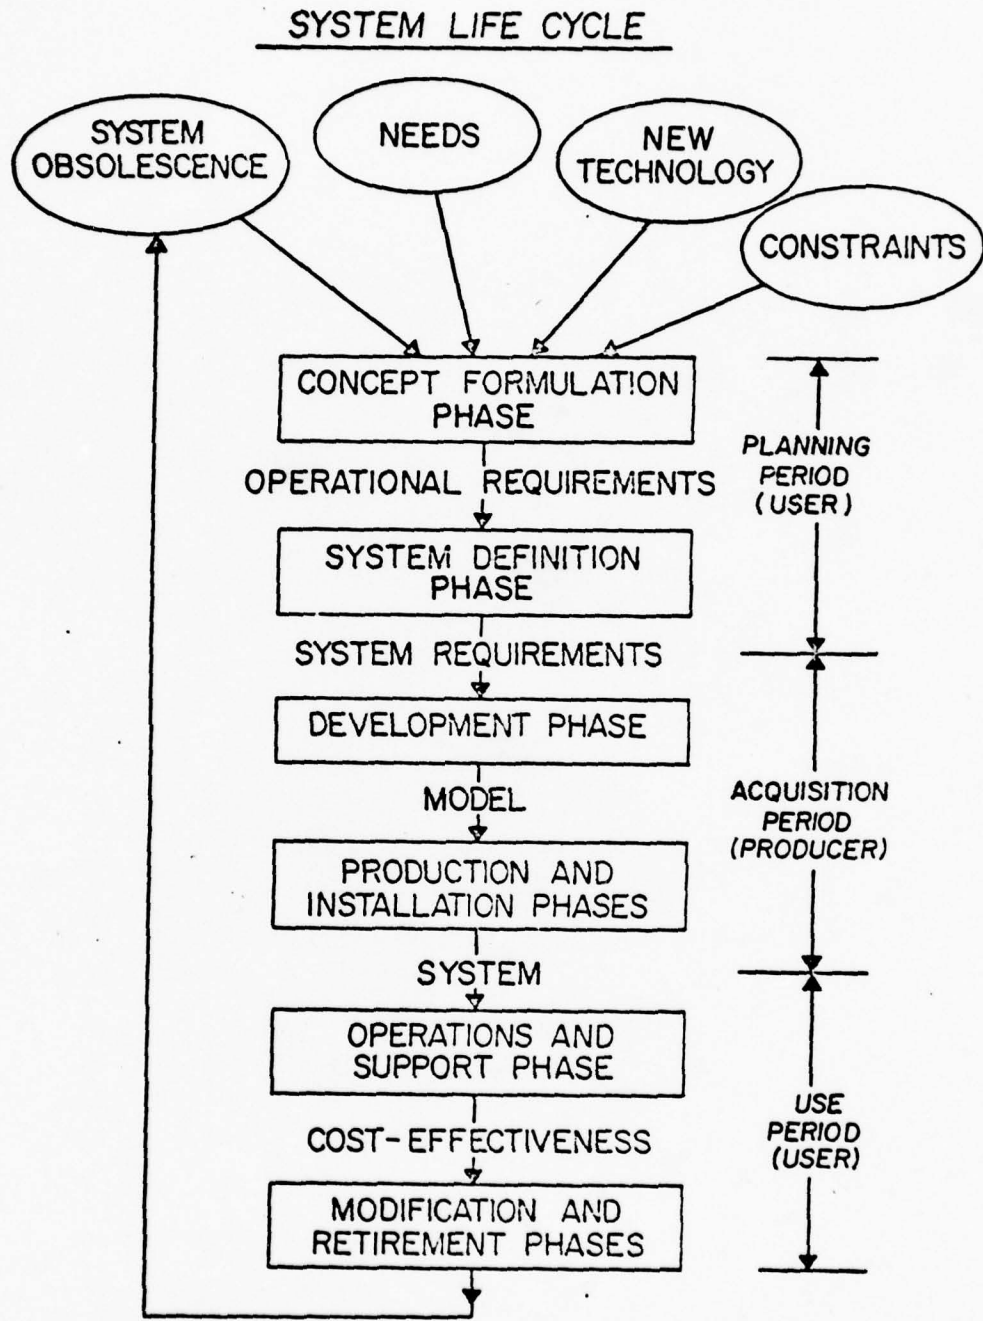 SYSTEM LIFE CYCLE
SYSTEM
OBSOLESCENCE
NEEDS
NEW
TECHNOLOGY
CONSTRAINTS
CONCEPT FORMULATION
PHASE
OPERATIONAL REQUIREMENTS
SYSTEM DEFINITION
PHASE
SYSTEM REQUIREMENTS
DEVELOPMENT PHASE
MODEL
PRODUCTION AND
INSTALLATION PHASES
SYSTEM
OPERATIONS AND
SUPPORT PHASE
COST-EFFECTIVENESS
MODIFICATION AND
RETIREMENT PHASES
PLANNING
PERIOD
(USER)
ACQUISITION
PERIOD
(PRODUCER)
USE
PERIOD
(USER)